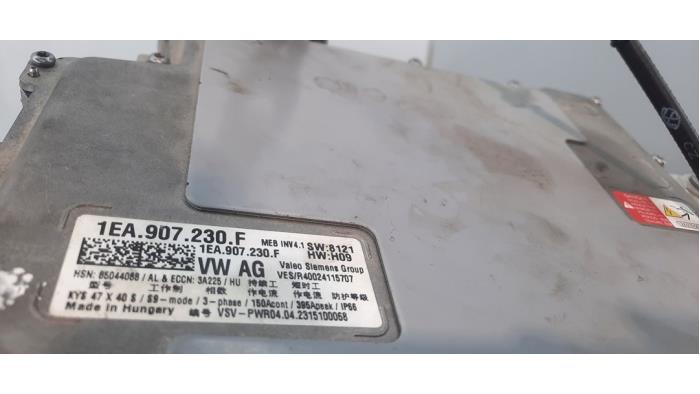 1EA.907.230.F MEB INV4.1 SW:8121
1EA.907.230.F HW:H09
VW AG Valeo Siemens Group
VES/R40024115707
HSN: 85044088 / AL & ECCN: 3A225 / HU 持续工 短时工
型号 工作制 相数 作电流 作电流 防护等级
KYS 47 X 40 S / S9-mode / 3-phase / 150Acont / 395Apeak / IP66
Made in Hungary 编号 VSV-PWR04.04.2315100068